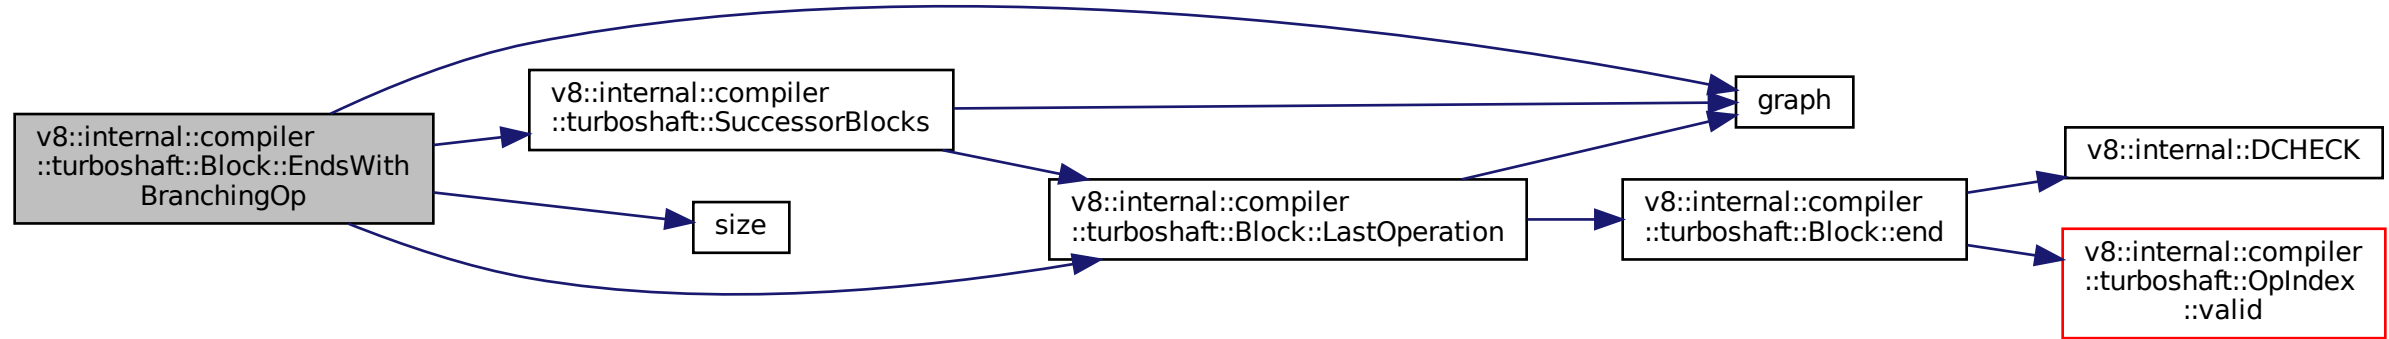 v8::internal::compiler
::turboshaft::Block::EndsWith
BranchingOp
v8::internal::compiler
::turboshaft::SuccessorBlocks
size
v8::internal::compiler
::turboshaft::Block::LastOperation
graph
v8::internal::compiler
::turboshaft::Block::end
v8::internal::DCHECK
v8::internal::compiler
::turboshaft::OpIndex
::valid